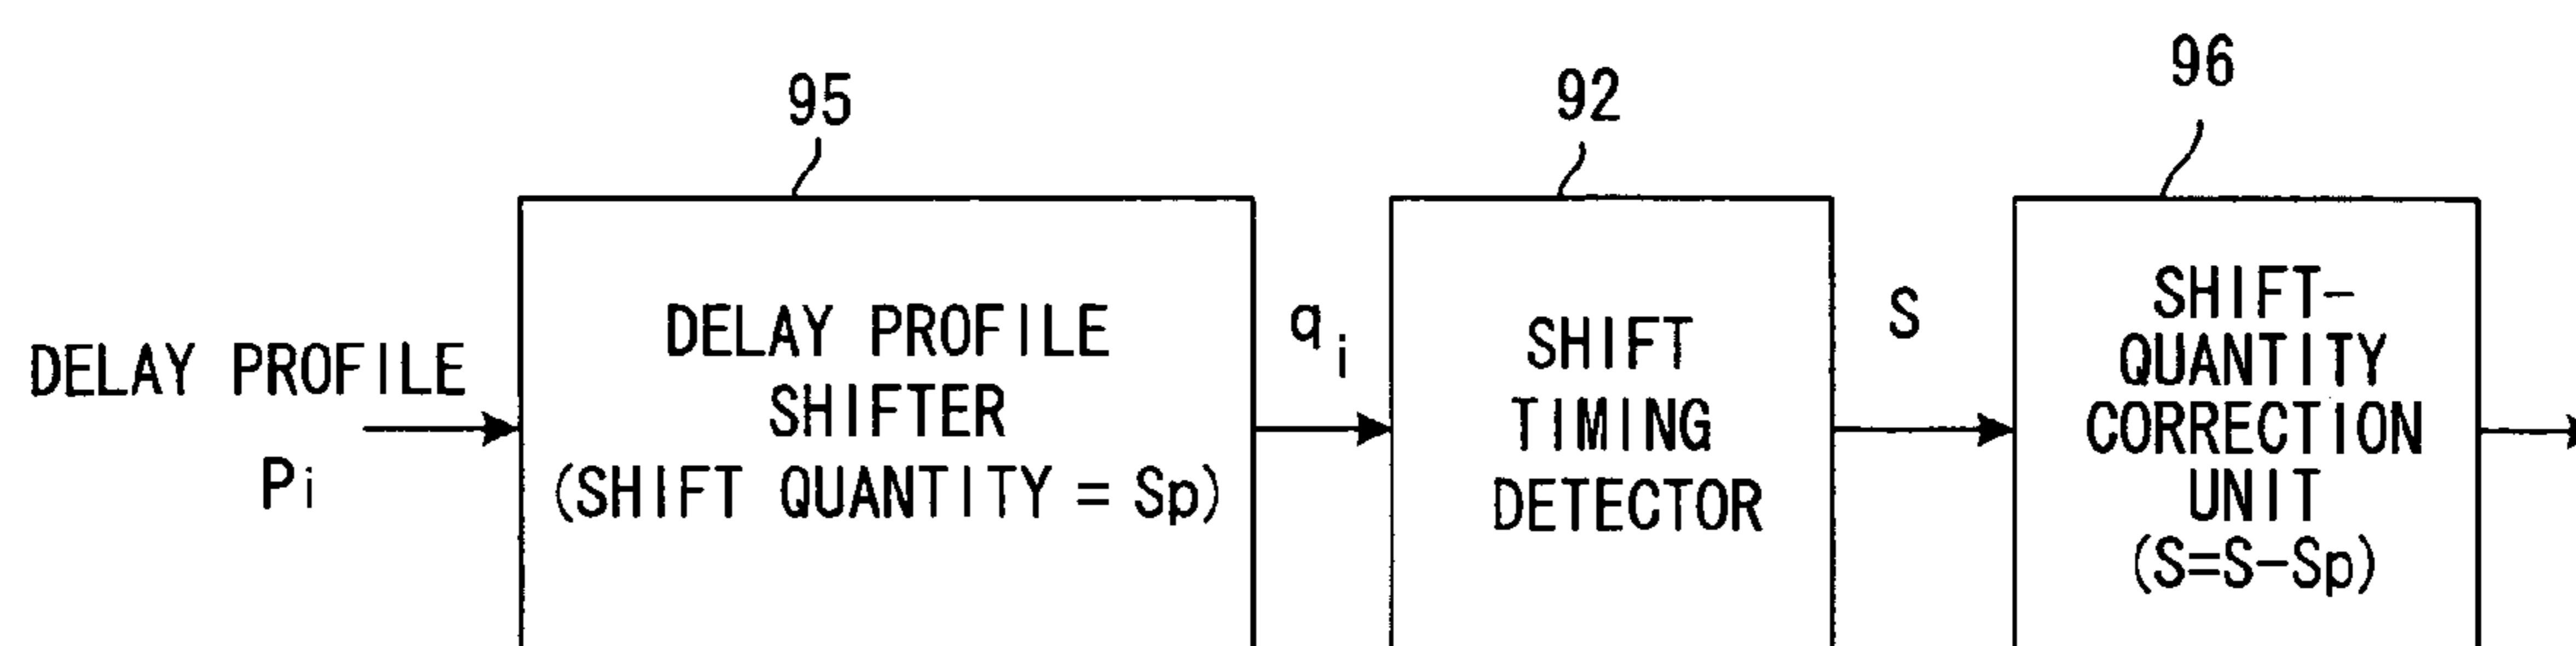 95
92
96
DELAY PROFILE
Pi
DELAY PROFILE
SHIFTER
(SHIFT QUANTITY = Sp)
qi
SHIFT
TIMING
DETECTOR
S
SHIFT-
QUANTITY
CORRECTION
UNIT
(S=S-Sp)